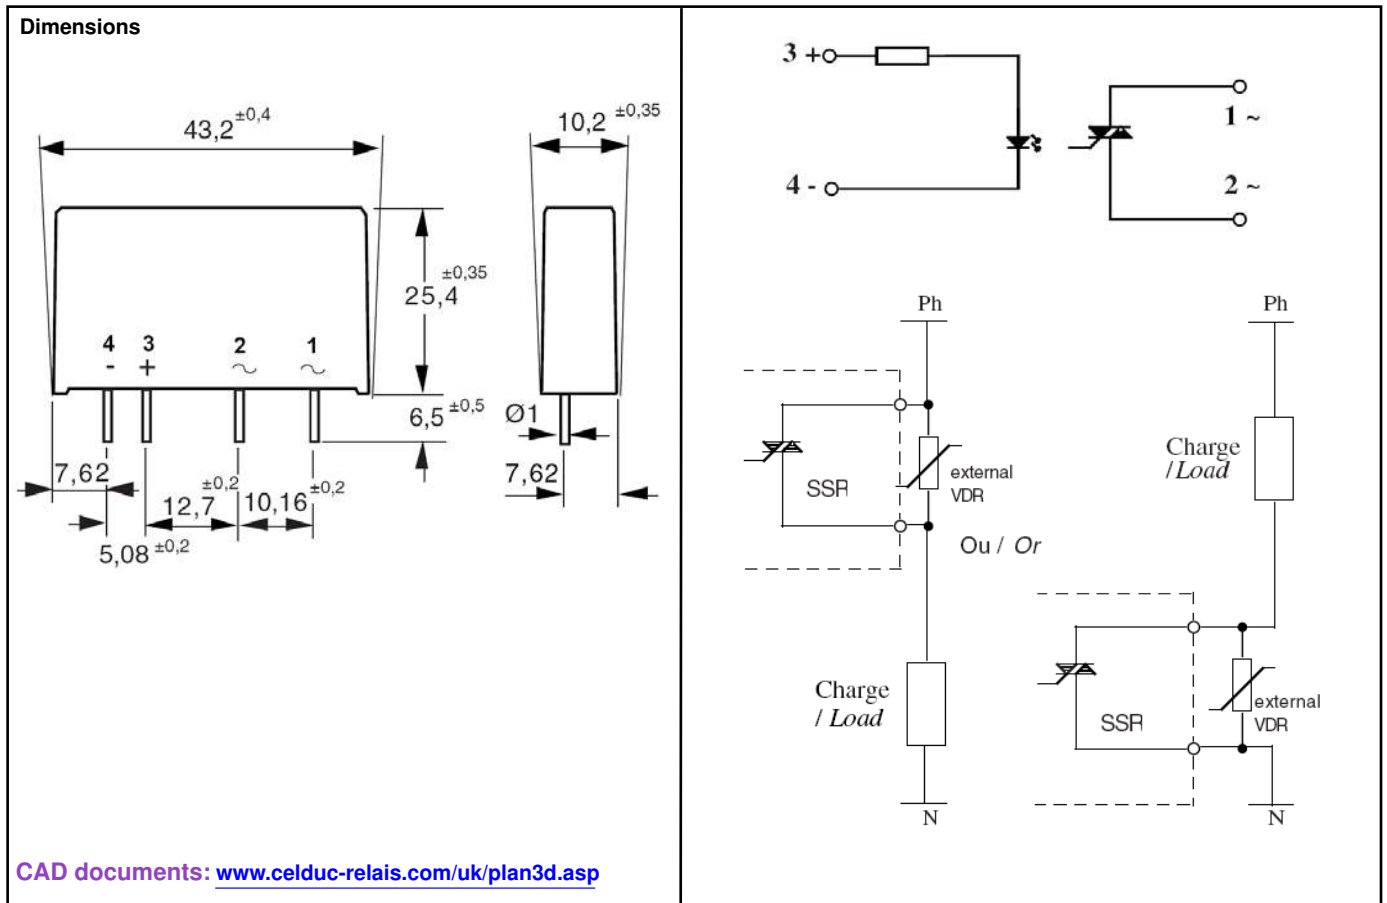 Dimensions
43,2 ±0,4
10,2 ±0,35
25,4 ±0,35
4 3 2 1
- + ~ ~
6,5 ±0,5
Ø1
7,62
7,62
12,7 ±0,2
10,16 ±0,2
5,08 ±0,2
CAD documents: www.celduc-relais.com/uk/plan3d.asp
3 +
4 -
1 ~
2 ~
Ph
SSR
external
VDR
Ou / Or
Charge
/ Load
N
Ph
Charge
/Load
SSR
external
VDR
N